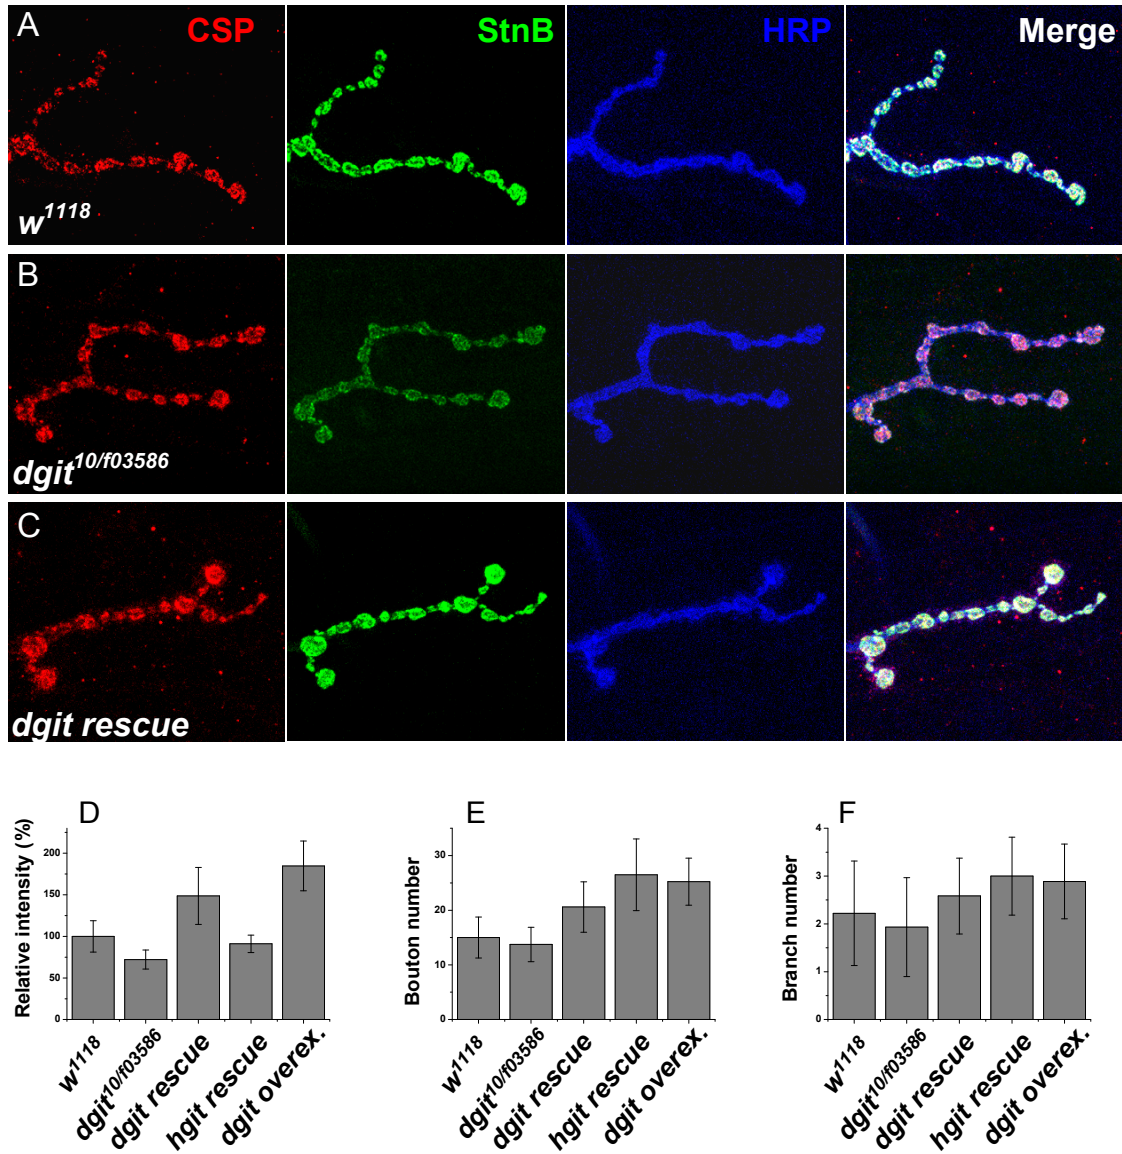 A CSP StnB HRP Merge
w1118
B
dgit10/f03586
C
dgit rescue
D E F
Relative intensity (%)
200
150
100
50
0
w1118
dgit10/f03586
dgit rescue
hgit rescue
dgit overex.
Bouton number
30
20
10
0
w1118
dgit10/f03586
dgit rescue
hgit rescue
dgit overex.
Branch number
4
3
2
1
0
w1118
dgit10/f03586
dgit rescue
hgit rescue
dgit overex.